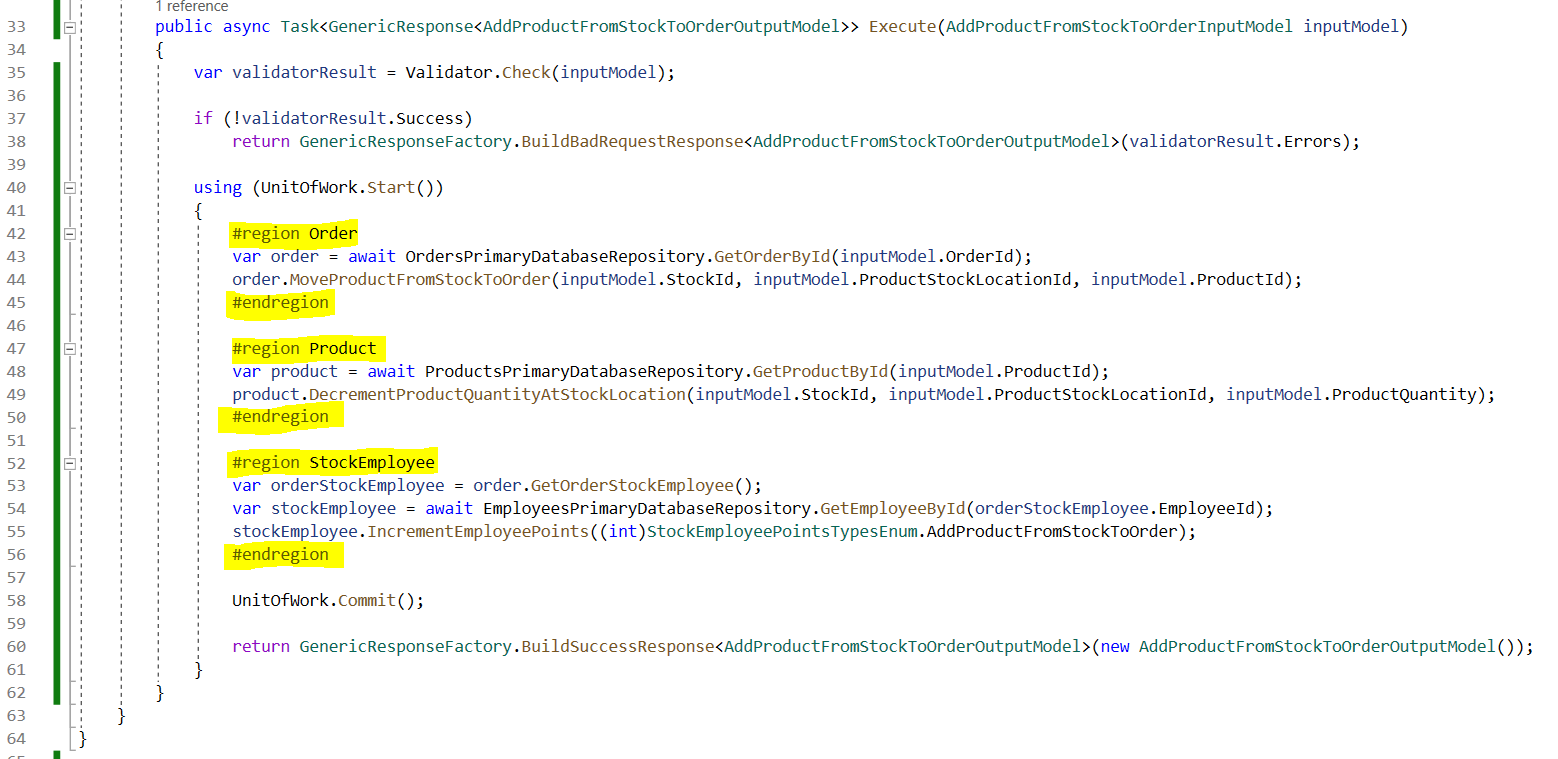 1 reference
33 public async Task<GenericResponse<AddProductFromStockToOrderOutputModel>> Execute(AddProductFromStockToOrderInputModel inputModel)
34 {
35 var validatorResult = Validator.Check(inputModel);
36
37 if (!validatorResult.Success)
38 return GenericResponseFactory.BuildBadRequestResponse<AddProductFromStockToOrderOutputModel>(validatorResult.Errors);
39
40 using (UnitOfWork.Start())
41 {
42 #region Order
43 var order = await OrdersPrimaryDatabaseRepository.GetOrderById(inputModel.OrderId);
44 order.MoveProductFromStockToOrder(inputModel.StockId, inputModel.ProductStockLocationId, inputModel.ProductId);
45 #endregion
46
47 #region Product
48 var product = await ProductsPrimaryDatabaseRepository.GetProductById(inputModel.ProductId);
49 product.DecrementProductQuantityAtStockLocation(inputModel.StockId, inputModel.ProductStockLocationId, inputModel.ProductQuantity);
50 #endregion
51
52 #region StockEmployee
53 var orderStockEmployee = order.GetOrderStockEmployee();
54 var stockEmployee = await EmployeesPrimaryDatabaseRepository.GetEmployeeById(orderStockEmployee.EmployeeId);
55 stockEmployee.IncrementEmployeePoints((int)StockEmployeePointsTypesEnum.AddProductFromStockToOrder);
56 #endregion
57
58 UnitOfWork.Commit();
59
60 return GenericResponseFactory.BuildSuccessResponse<AddProductFromStockToOrderOutputModel>(new AddProductFromStockToOrderOutputModel());
61 }
62 }
63 }
64 }